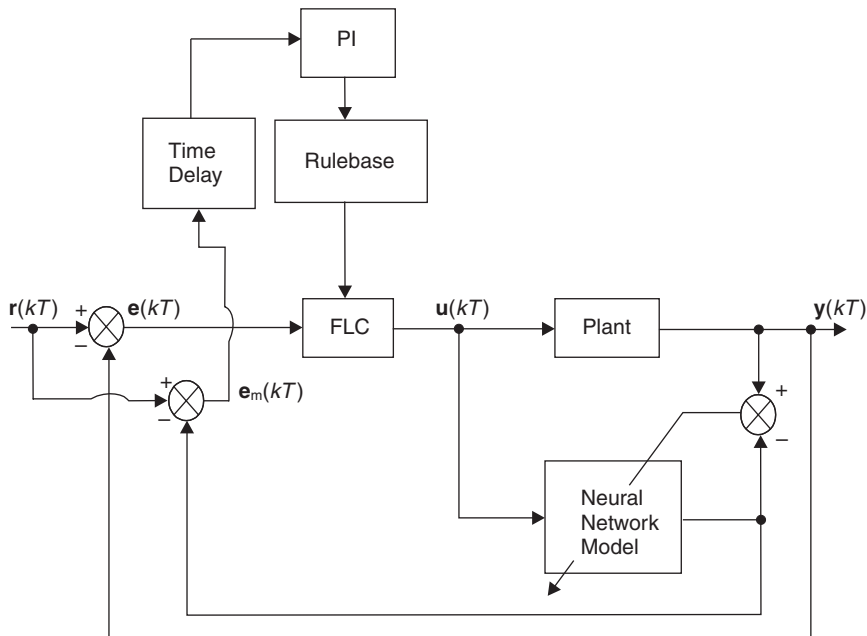 PI
Time
Delay
Rulebase
r(kT)
+
−
e(kT)
FLC
u(kT)
Plant
y(kT)
+
−
em(kT)
+
−
Neural
Network
Model